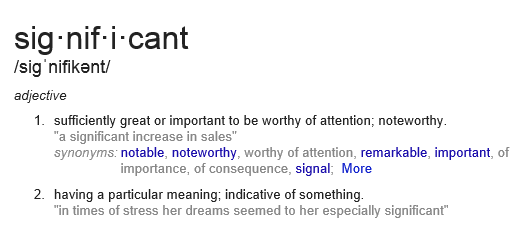 sig·nif·i·cant
/sigˈnifikənt/
adjective
1. sufficiently great or important to be worthy of attention; noteworthy.
"a significant increase in sales"
synonyms: notable, noteworthy, worthy of attention, remarkable, important, of
importance, of consequence, signal; More
2. having a particular meaning; indicative of something.
"in times of stress her dreams seemed to her especially significant"